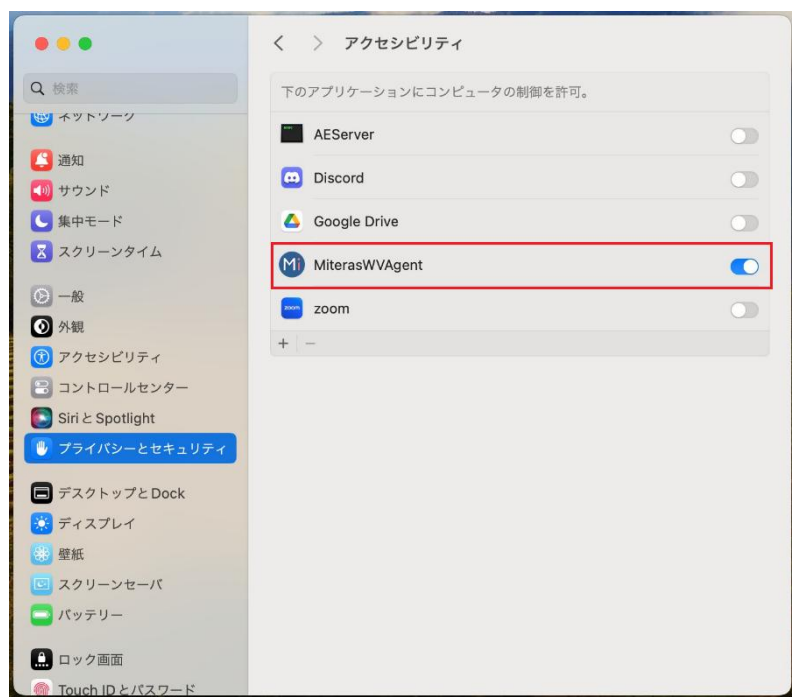 アクセシビリティ
検索
ネットワーク
通知
サウンド
集中モード
スクリーンタイム
一般
外観
アクセシビリティ
コントロールセンター
Siri と Spotlight
プライバシーとセキュリティ
デスクトップと Dock
ディスプレイ
壁紙
スクリーンセーバ
バッテリー
ロック画面
Touch ID とパスワード
下のアプリケーションにコンピュータの制御を許可。
AEServer
Discord
Google Drive
Mi MiterasWVAgent
zoom zoom
+ −